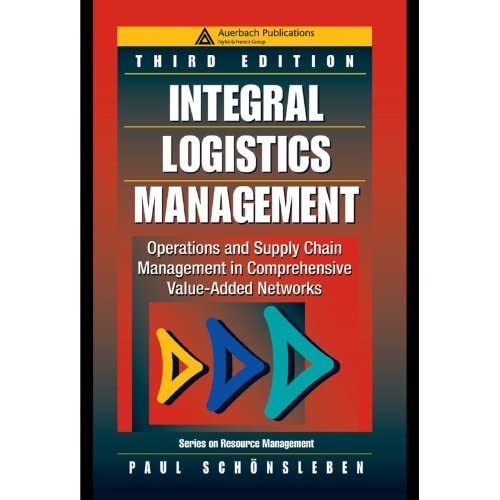 Auerbach Publications
Taylor & Francis Group
THIRD EDITION
INTEGRAL
LOGISTICS
MANAGEMENT
Operations and Supply Chain
Management in Comprehensive
Value-Added Networks
Series on Resource Management
PAUL SCHÖNSLEBEN